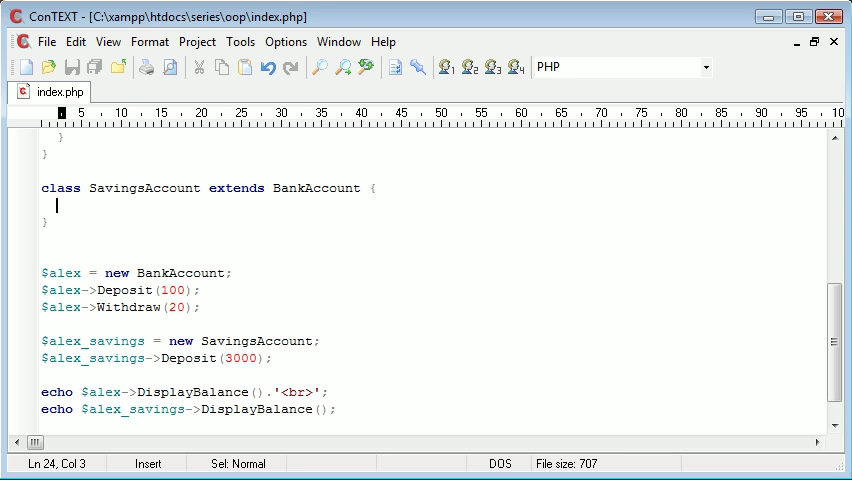 ConTEXT - [C:\xampp\htdocs\series\oop\index.php]
File Edit View Format Project Tools Options Window Help
1 2 3 4 PHP
index.php
5 10 15 20 25 30 35 40 45 50 55 60 65 70 75 80 85 90 95 10
}
}
class SavingsAccount extends BankAccount {
}
$alex = new BankAccount;
$alex->Deposit(100);
$alex->Withdraw(20);
$alex_savings = new SavingsAccount;
$alex_savings->Deposit(3000);
echo $alex->DisplayBalance().'<br>';
echo $alex_savings->DisplayBalance();
Ln 24, Col 3 Insert Sel: Normal DOS File size: 707